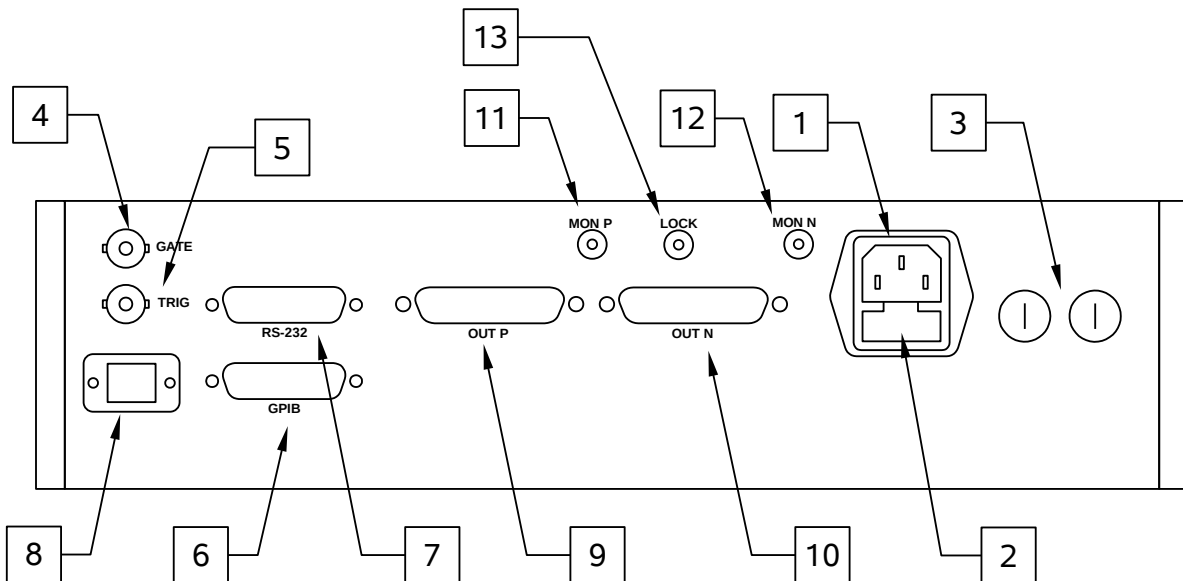 13
11
12
1
3
4
5
MON P
LOCK
MON N
GATE
TRIG
RS-232
OUT P
OUT N
GPIB
8
6
7
9
10
2